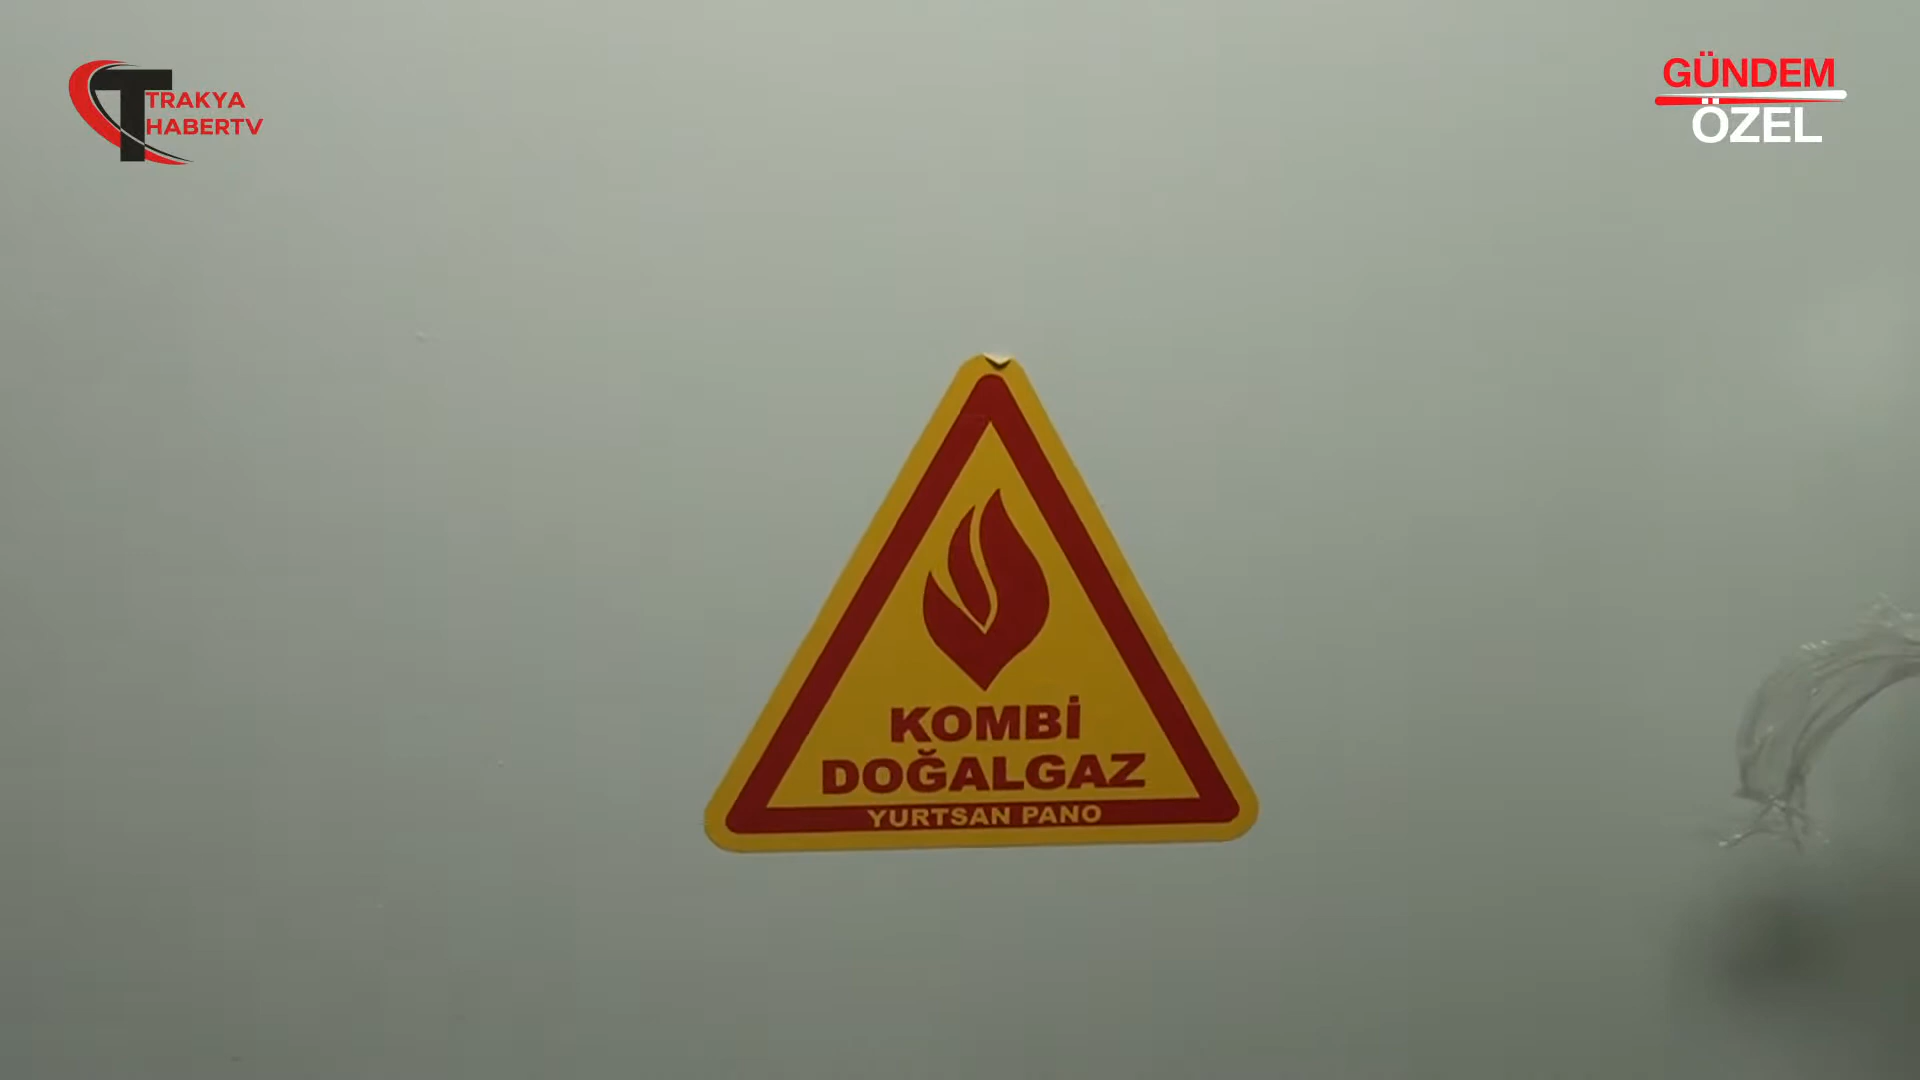 TRAKYA
HABERTV
GÜNDEM
ÖZEL
KOMBİ
DOĞALGAZ
YURTSAN PANO